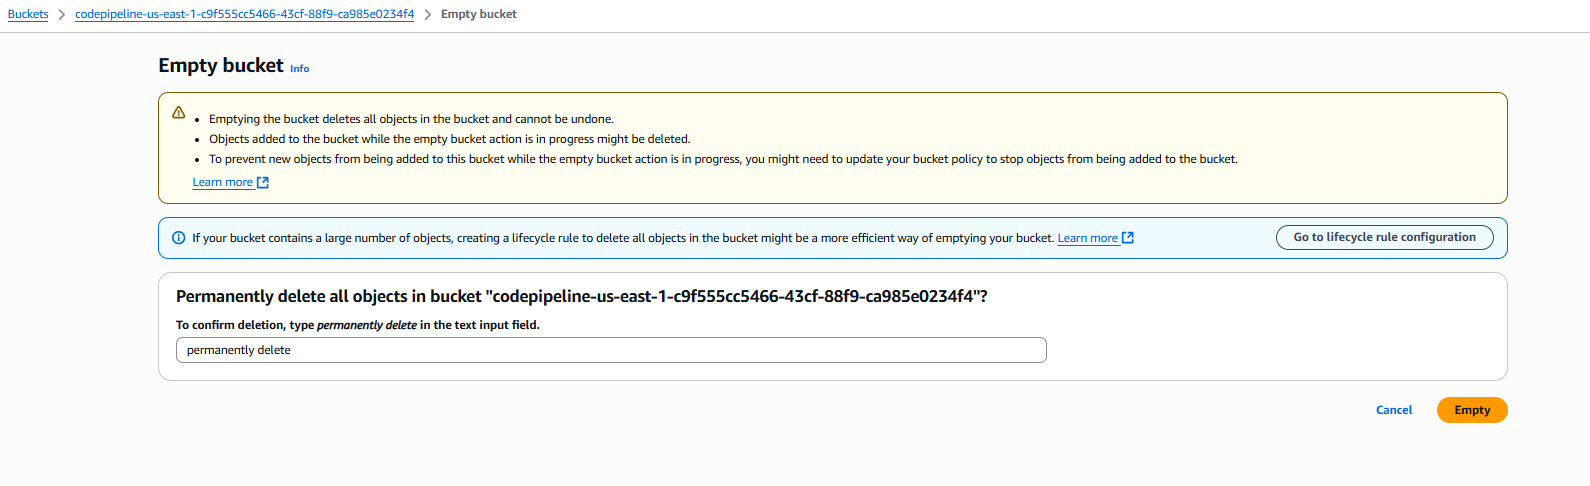 Buckets > codepipeline-us-east-1-c9f555cc5466-43cf-88f9-ca985e0234f4 > Empty bucket
Empty bucket Info
• Emptying the bucket deletes all objects in the bucket and cannot be undone.
• Objects added to the bucket while the empty bucket action is in progress might be deleted.
• To prevent new objects from being added to this bucket while the empty bucket action is in progress, you might need to update your bucket policy to stop objects from being added to the bucket.
Learn more
If your bucket contains a large number of objects, creating a lifecycle rule to delete all objects in the bucket might be a more efficient way of emptying your bucket. Learn more Go to lifecycle rule configuration
Permanently delete all objects in bucket "codepipeline-us-east-1-c9f555cc5466-43cf-88f9-ca985e0234f4"?
To confirm deletion, type permanently delete in the text input field.
permanently delete
Cancel Empty